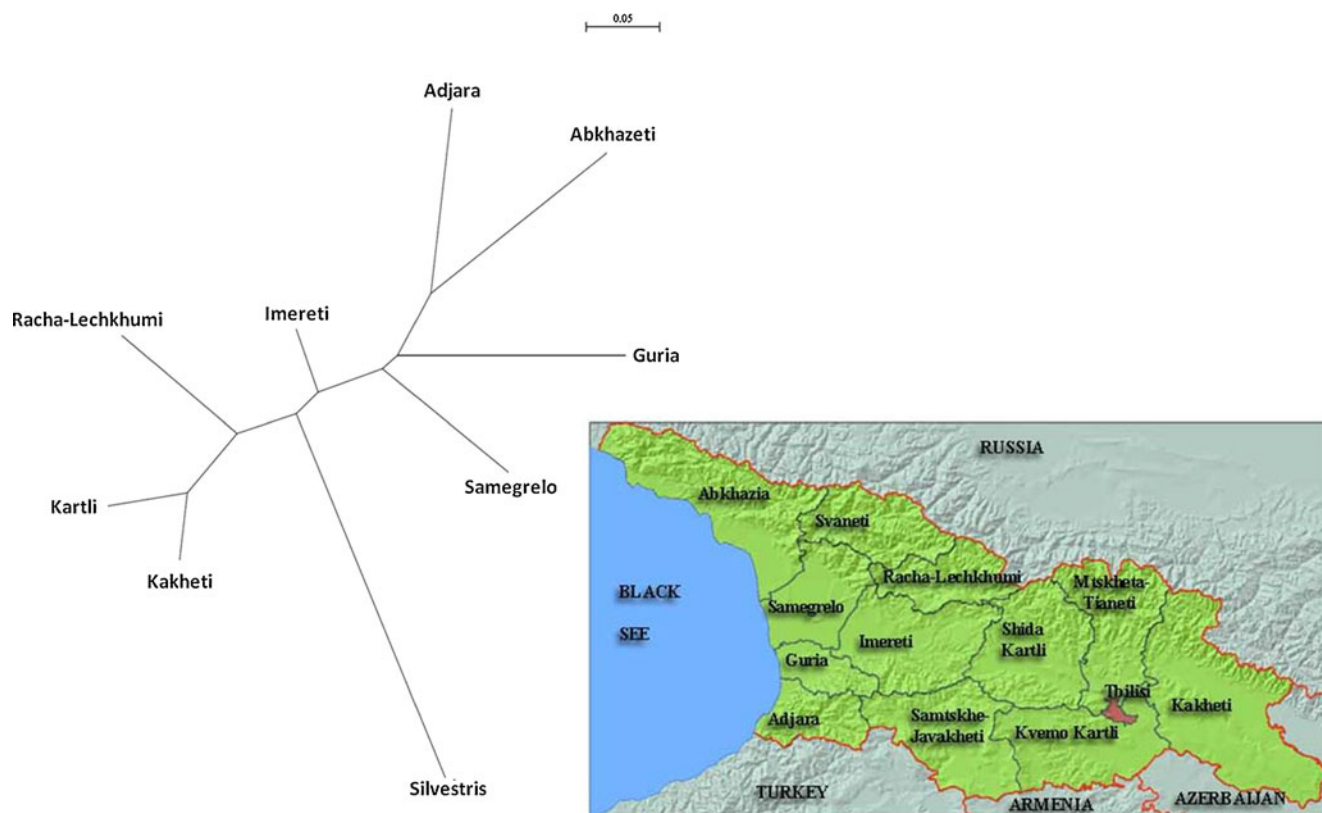 0.05
Adjara
Abkhazeti
Imereti
Racha-Lechkhumi
Guria
Samegrelo
Kartli
Kakheti
Silvestris
RUSSIA
Abkhazia
Svaneti
Racha-Lechkhumi
Miskheta-
Tianeti
BLACK
SEE
Samegrelo
Imereti
Shida
Kartli
Guria
Tbilisi
Kakheti
Adjara
Samtskhe-
Javakheti
Kvemo Kartli
TURKEY
ARMENIA
AZERBAIJAN